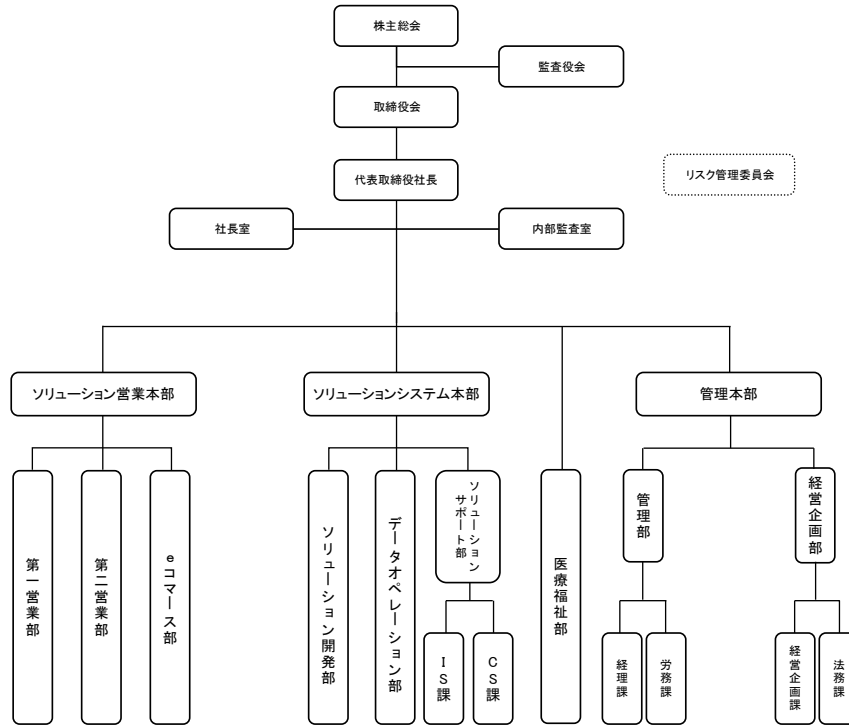 株主総会
監査役会
取締役会
代表取締役社長
リスク管理委員会
社長室
内部監査室
ソリューション営業本部
ソリューションシステム本部
管理本部
第一営業部
第二営業部
eコマース部
ソリューション開発部
データオペレーション部
ソリューション
サポート部
IS課
CS課
医療福祉部
管理部
経理課
労務課
経営企画部
経営企画課
法務課